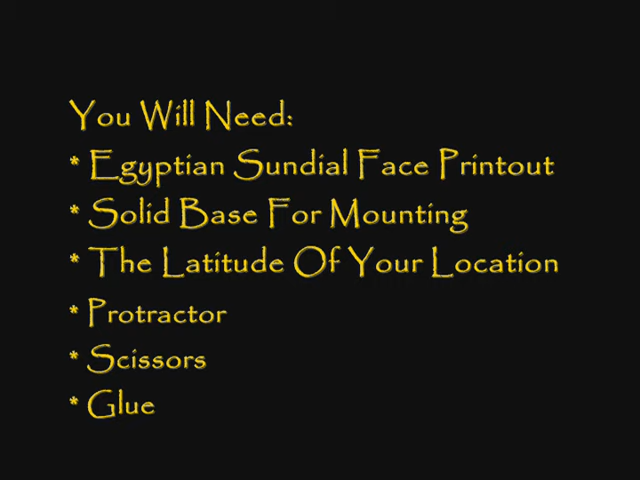 You Will Need:
* Egyptian Sundial Face Printout
* Solid Base For Mounting
* The Latitude Of Your Location
* Protractor
* Scissors
* Glue